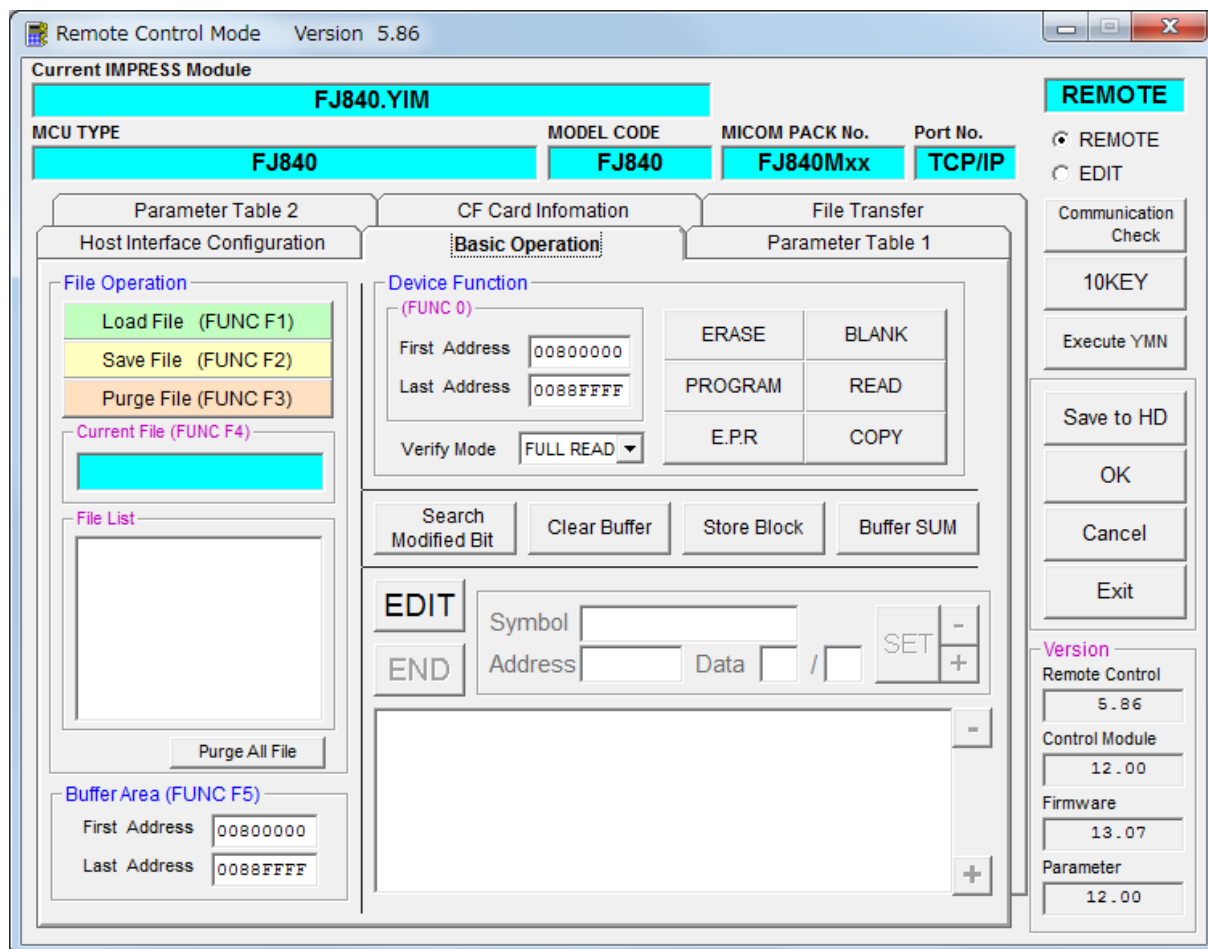 Remote Control Mode Version 5.86
Current IMPRESS Module
FJ840.YIM
MCU TYPE
MODEL CODE
MICOM PACK No.
Port No.
FJ840
FJ840
FJ840Mxx
TCP/IP
REMOTE
REMOTE
EDIT
Parameter Table 2
CF Card Infomation
File Transfer
Host Interface Configuration
Basic Operation
Parameter Table 1
File Operation
Load File (FUNC F1)
Save File (FUNC F2)
Purge File (FUNC F3)
Current File (FUNC F4)
File List
Purge All File
Buffer Area (FUNC F5)
First Address
00800000
Last Address
0088FFFF
Device Function
(FUNC 0)
First Address
00800000
Last Address
0088FFFF
Verify Mode
FULL READ
ERASE
BLANK
PROGRAM
READ
E.P.R
COPY
Search
Modified Bit
Clear Buffer
Store Block
Buffer SUM
EDIT
END
Symbol
Address
Data
/
SET
-
+
-
+
Communication
Check
10KEY
Execute YMN
Save to HD
OK
Cancel
Exit
Version
Remote Control
5.86
Control Module
12.00
Firmware
13.07
Parameter
12.00